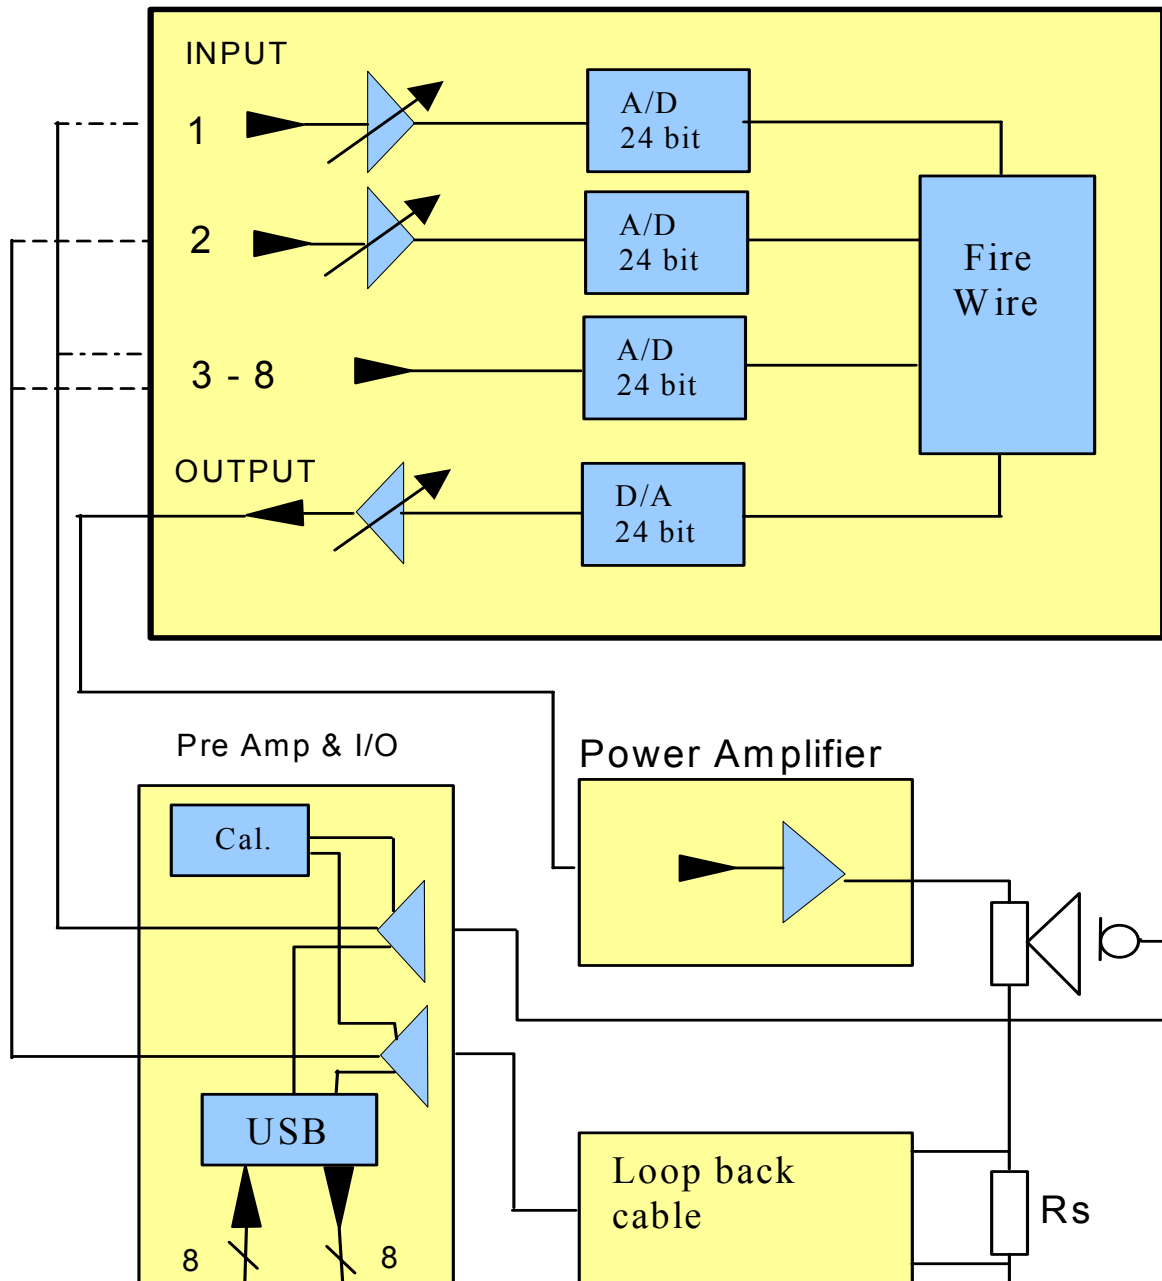 INPUT
1
A/D
24 bit
2
A/D
24 bit
Fire
Wire
3 - 8
A/D
24 bit
OUTPUT
D/A
24 bit
Pre Amp & I/O
Power Amplifier
Cal.
USB
Loop back
cable
Rs
8
8